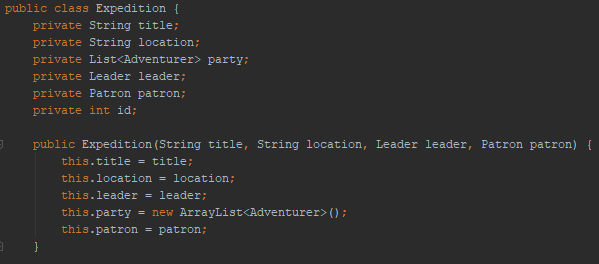 public class Expedition {
    private String title;
    private String location;
    private List<Adventurer> party;
    private Leader leader;
    private Patron patron;
    private int id;

    public Expedition(String title, String location, Leader leader, Patron patron) {
        this.title = title;
        this.location = location;
        this.leader = leader;
        this.party = new ArrayList<Adventurer>();
        this.patron = patron;
    }